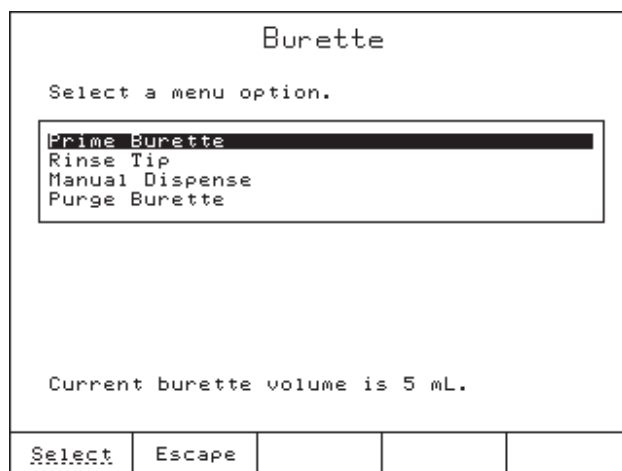 Burette
Select a menu option.
Prime Burette
Rinse Tip
Manual Dispense
Purge Burette
Current burette volume is 5 mL.
Select Escape